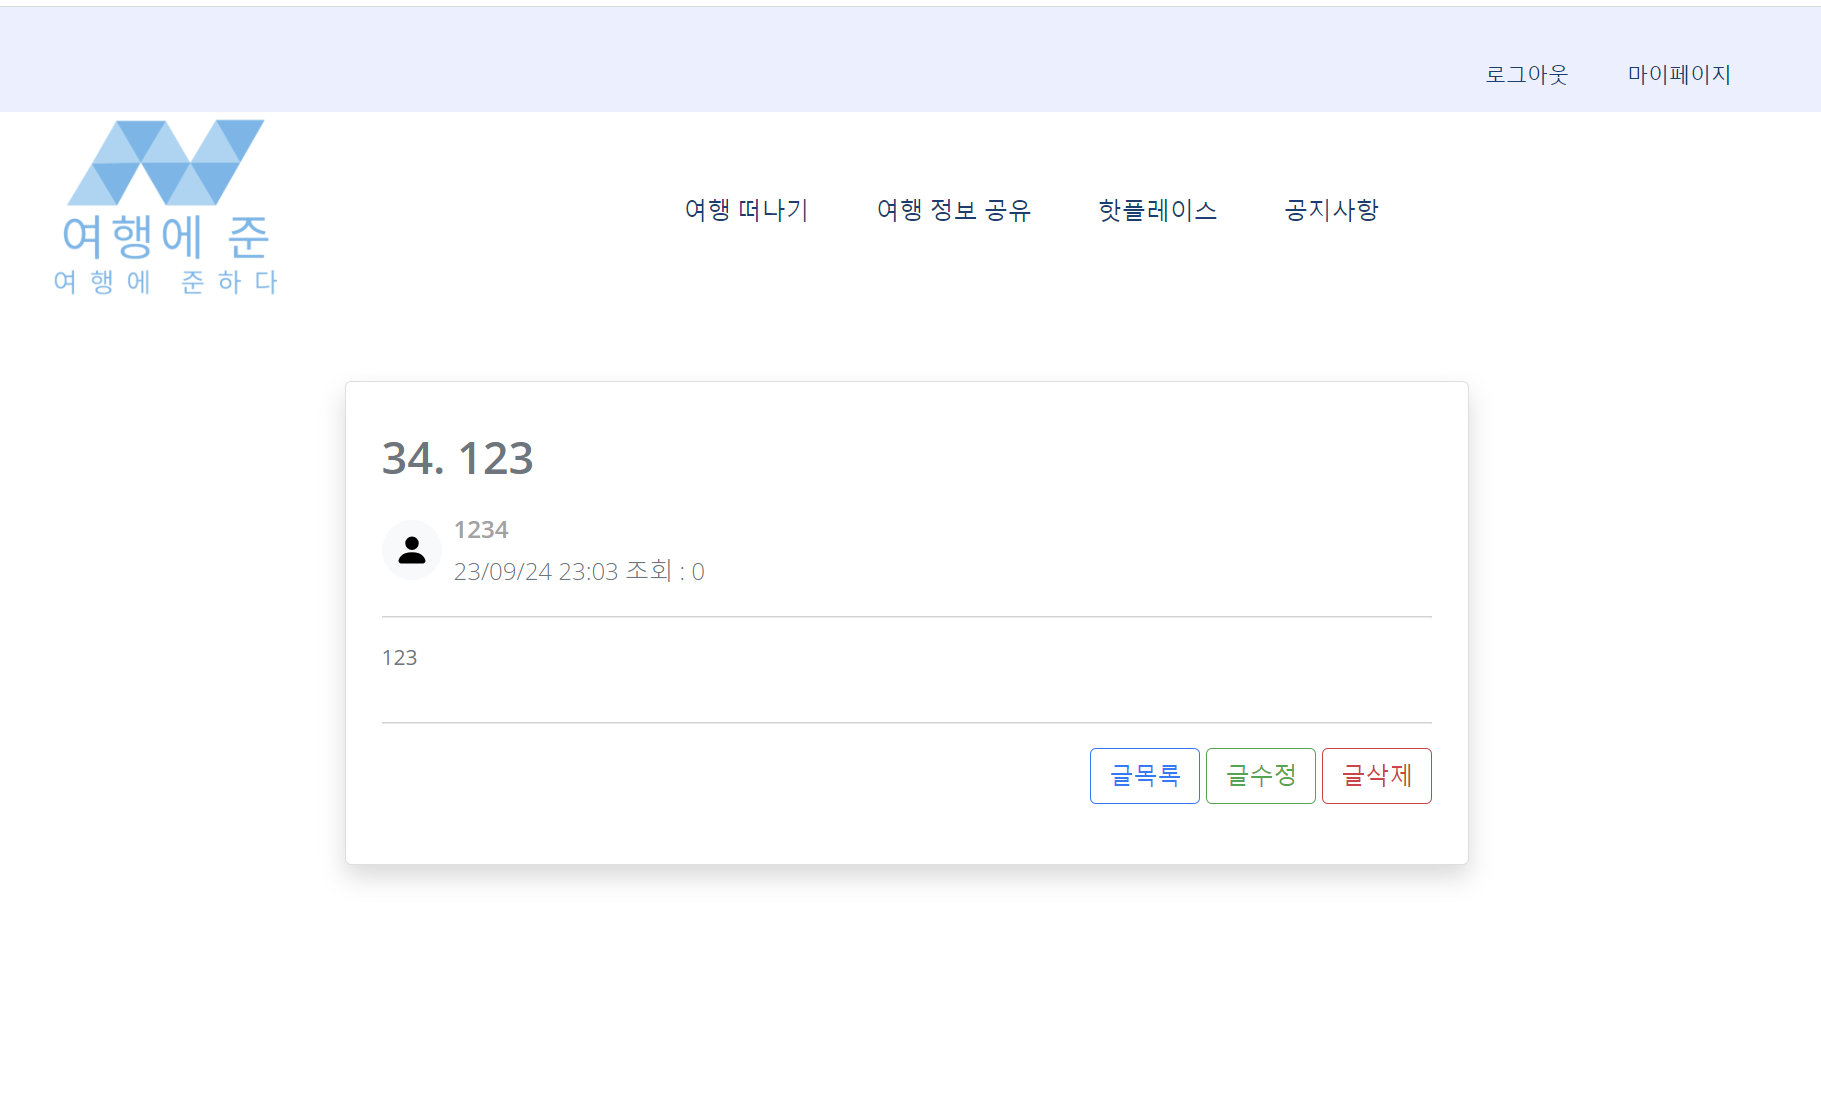 로그아웃 마이페이지
여행에 준
여행에 준하다
여행 떠나기 여행 정보 공유 핫플레이스 공지사항
34. 123
1234
23/09/24 23:03 조회 : 0
123
글목록 글수정 글삭제